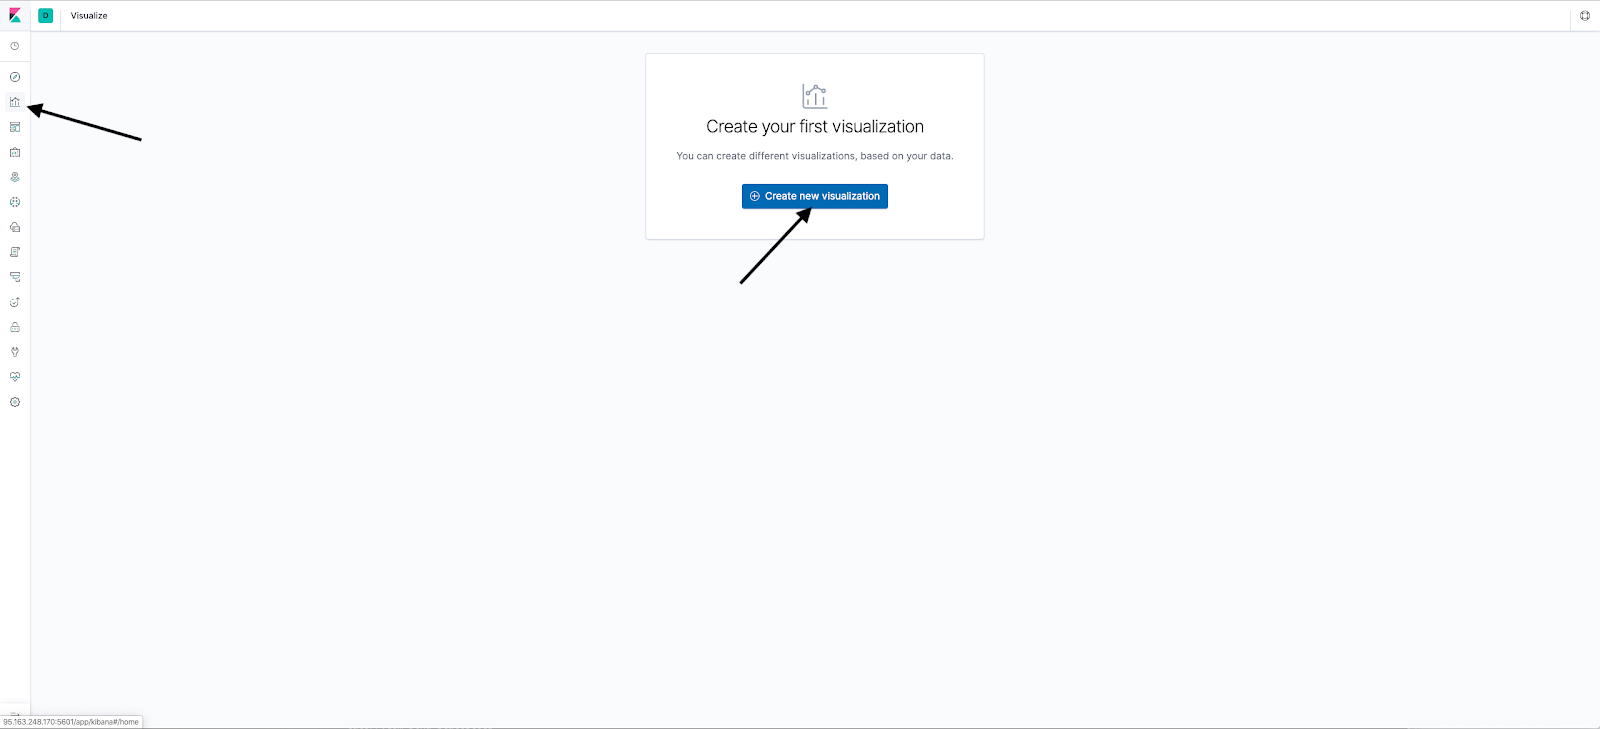 D Visualize
Create your first visualization
You can create different visualizations, based on your data.
Create new visualization
95.163.248.170:5601/app/kibana#/home